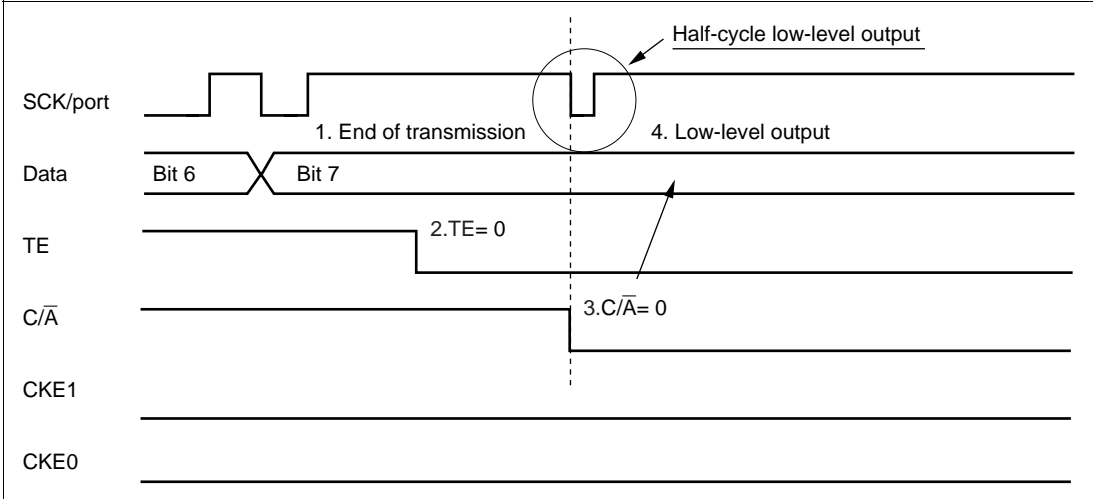 Half-cycle low-level output
SCK/port
1. End of transmission
4. Low-level output
Data
Bit 6
Bit 7
TE
2.TE= 0
C/A̅
3.C/A̅= 0
CKE1
CKE0